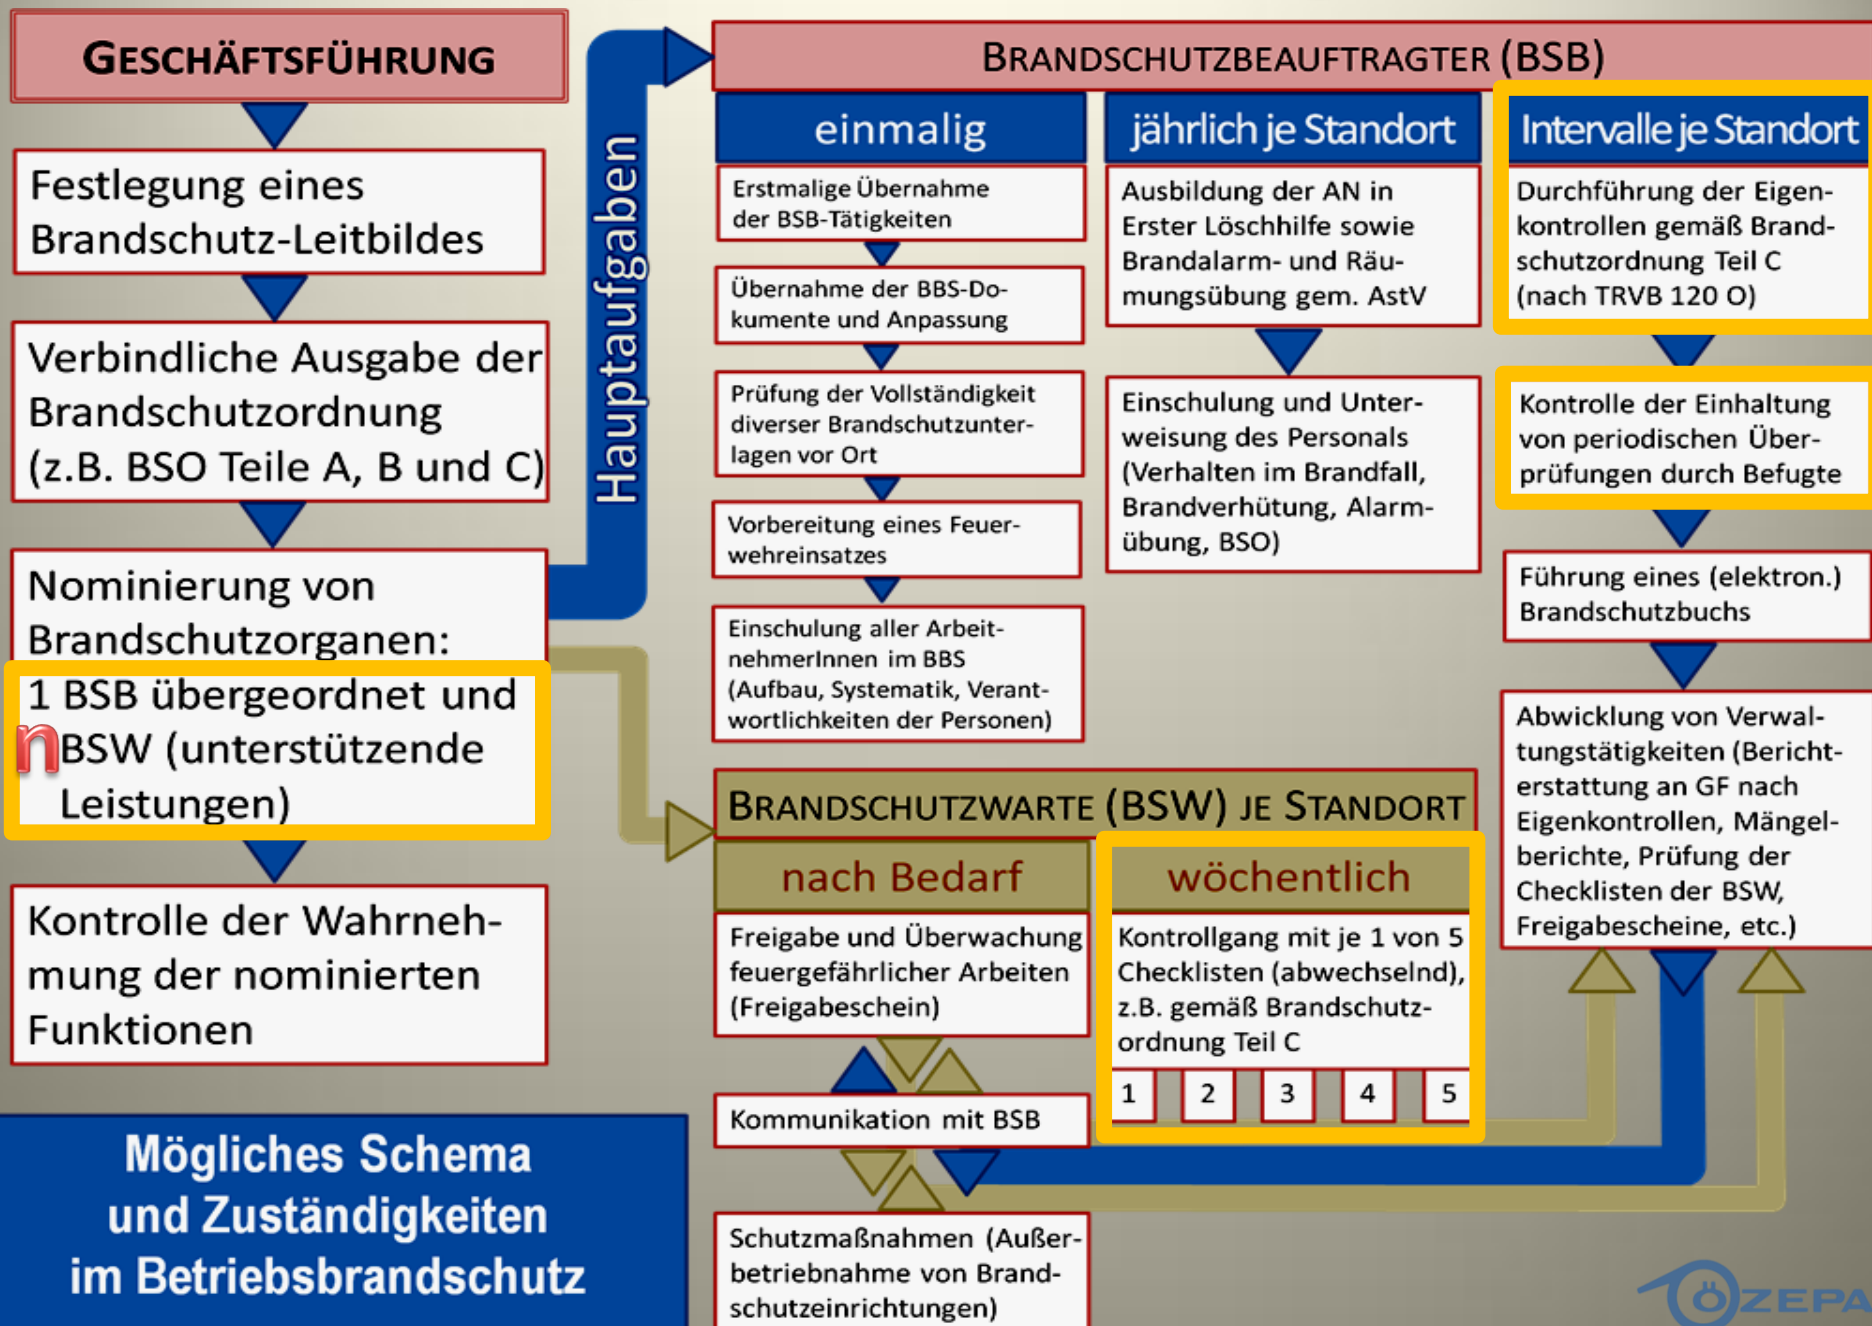 GESCHÄFTSFÜHRUNG
Festlegung eines
Brandschutz-Leitbildes
Verbindliche Ausgabe der
Brandschutzordnung
(z.B. BSO Teile A, B und C)
Nominierung von
Brandschutzorganen:
1 BSB übergeordnet und
n BSW (unterstützende
Leistungen)
Kontrolle der Wahrneh-
mung der nominierten
Funktionen
Mögliches Schema
und Zuständigkeiten
im Betriebsbrandschutz
Hauptaufgaben
BRANDSCHUTZBEAUFTRAGTER (BSB)
einmalig
Erstmalige Übernahme
der BSB-Tätigkeiten
Übernahme der BBS-Do-
kumente und Anpassung
Prüfung der Vollständigkeit
diverser Brandschutzunter-
lagen vor Ort
Vorbereitung eines Feuer-
wehreinsatzes
Einschulung aller Arbeit-
nehmerInnen im BBS
(Aufbau, Systematik, Verant-
wortlichkeiten der Personen)
jährlich je Standort
Ausbildung der AN in
Erster Löschhilfe sowie
Brandalarm- und Räu-
mungsübung gem. AstV
Einschulung und Unter-
weisung des Personals
(Verhalten im Brandfall,
Brandverhütung, Alarm-
übung, BSO)
Intervalle je Standort
Durchführung der Eigen-
kontrollen gemäß Brand-
schutzordnung Teil C
(nach TRVB 120 O)
Kontrolle der Einhaltung
von periodischen Über-
prüfungen durch Befugte
Führung eines (elektron.)
Brandschutzbuchs
Abwicklung von Verwal-
tungstätigkeiten (Bericht-
erstattung an GF nach
Eigenkontrollen, Mängel-
berichte, Prüfung der
Checklisten der BSW,
Freigabescheine, etc.)
BRANDSCHUTZWARTE (BSW) JE STANDORT
nach Bedarf
Freigabe und Überwachung
feuergefährlicher Arbeiten
(Freigabeschein)
Kommunikation mit BSB
Schutzmaßnahmen (Außer-
betriebnahme von Brand-
schutzeinrichtungen)
wöchentlich
Kontrollgang mit je 1 von 5
Checklisten (abwechselnd),
z.B. gemäß Brandschutz-
ordnung Teil C
1 2 3 4 5
ÖZEPA